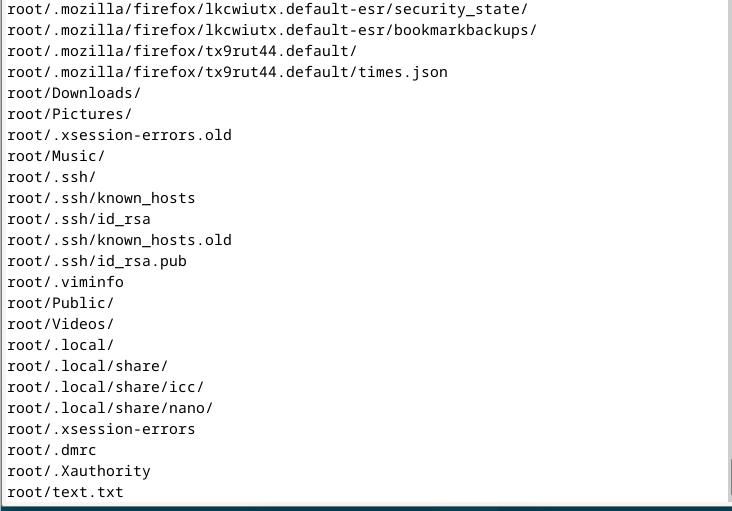 root/.mozilla/firefox/lkcwiutx.default-esr/security_state/
root/.mozilla/firefox/lkcwiutx.default-esr/bookmarkbackups/
root/.mozilla/firefox/tx9rut44.default/
root/.mozilla/firefox/tx9rut44.default/times.json
root/Downloads/
root/Pictures/
root/.xsession-errors.old
root/Music/
root/.ssh/
root/.ssh/known_hosts
root/.ssh/id_rsa
root/.ssh/known_hosts.old
root/.ssh/id_rsa.pub
root/.viminfo
root/Public/
root/Videos/
root/.local/
root/.local/share/
root/.local/share/icc/
root/.local/share/nano/
root/.xsession-errors
root/.dmrc
root/.Xauthority
root/text.txt